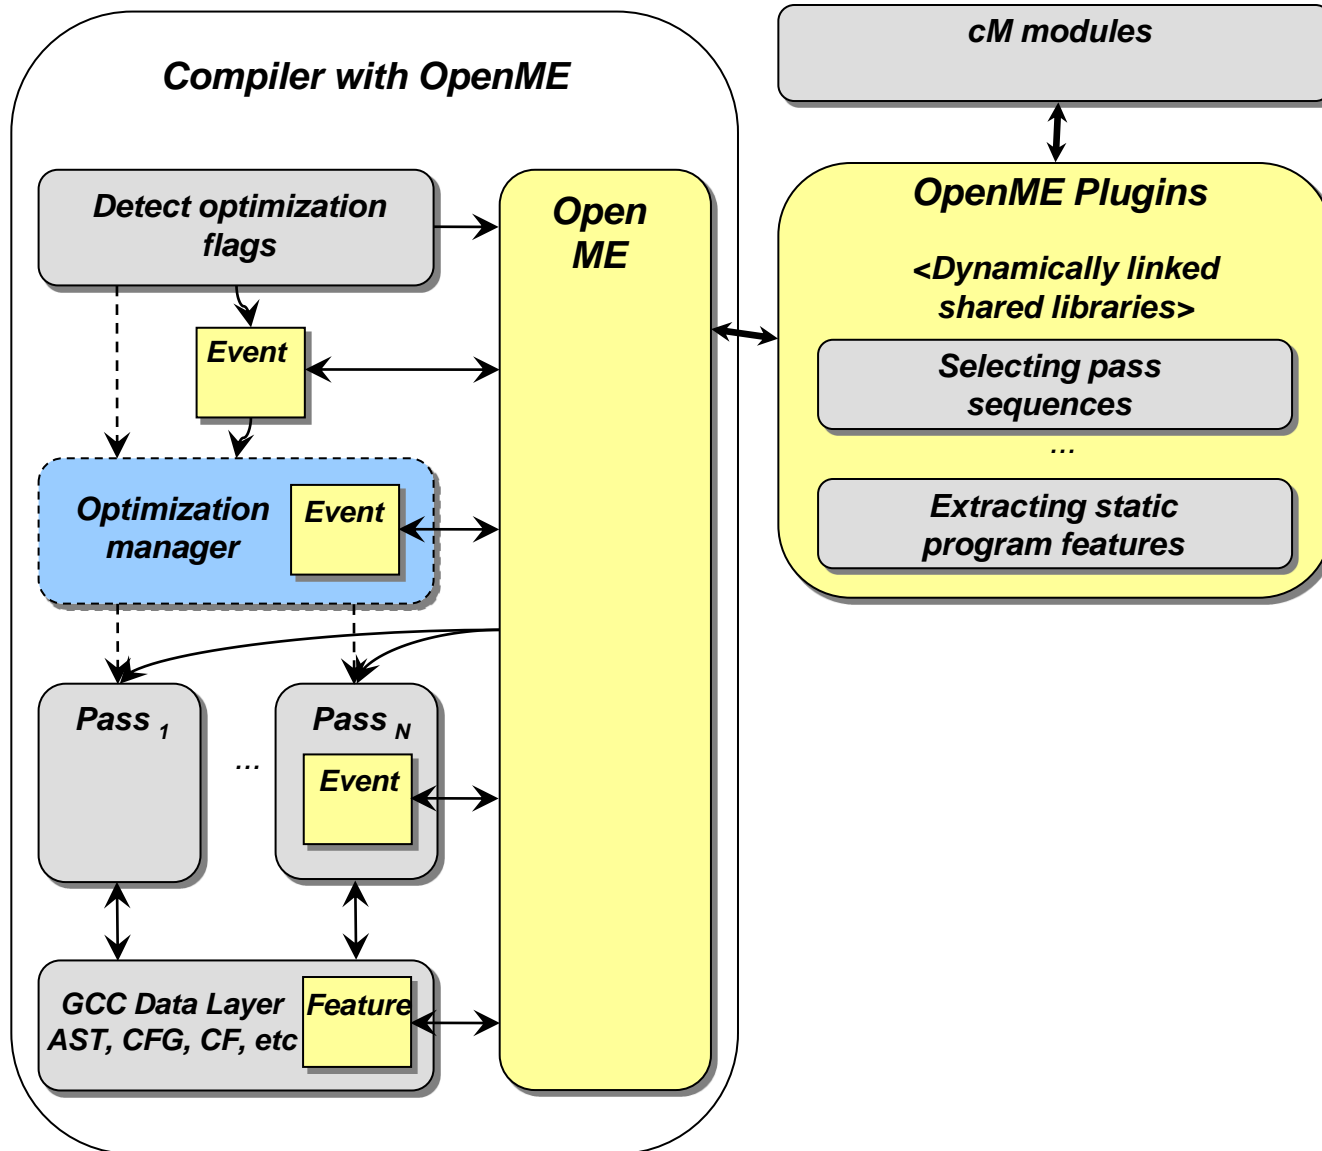 Compiler with OpenME
Detect optimization
flags
Event
Optimization
manager
Event
Pass 1
...
Pass N
Event
GCC Data Layer
AST, CFG, CF, etc
Feature
Open
ME
cM modules
OpenME Plugins
<Dynamically linked
shared libraries>
Selecting pass
sequences
...
Extracting static
program features